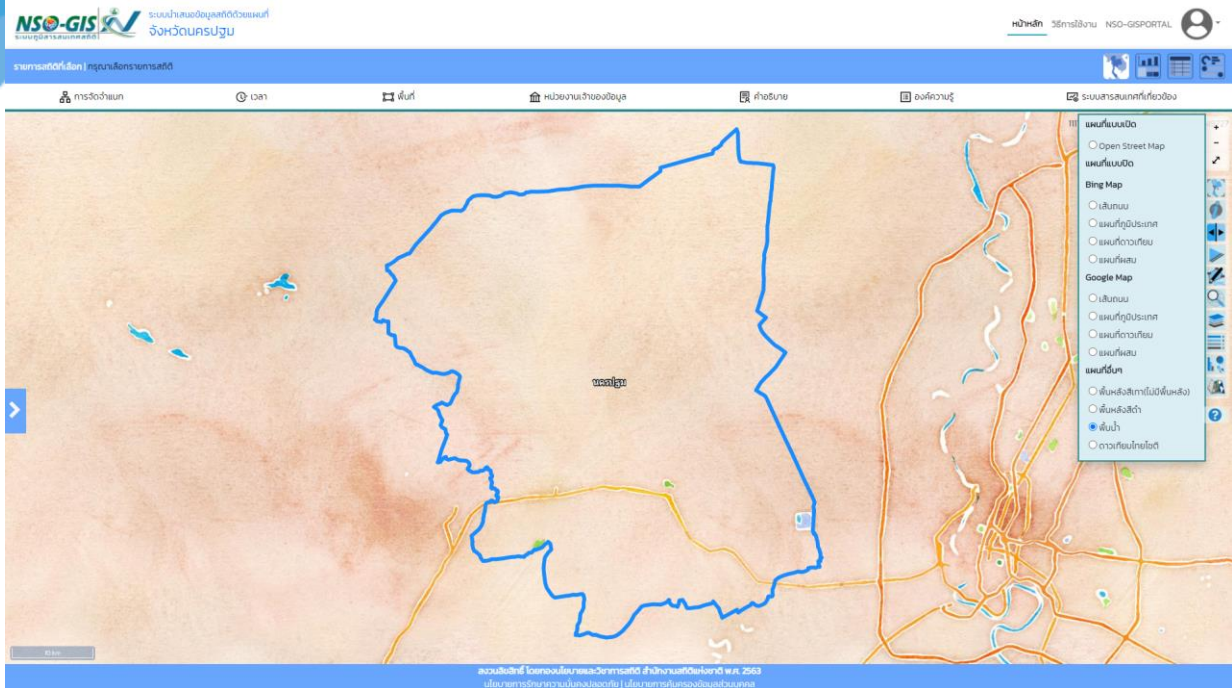 NSO-GIS
ระบบภูมิสารสนเทศสถิติ
ระบบนำเสนอข้อมูลสถิติด้วยแผนที่
จังหวัดนครปฐม
หน้าหลัก วิธีการใช้งาน NSO-GISPORTAL
รายการสถิติที่เลือก | กรุณาเลือกรายการสถิติ
การจัดจำแนก เวลา พื้นที่ หน่วยงานเจ้าของข้อมูล คำอธิบาย องค์ความรู้ ระบบสารสนเทศที่เกี่ยวข้อง
แผนที่แบบเปิด
Open Street Map
แผนที่แบบปิด
Bing Map
เส้นถนน
แผนที่ภูมิประเทศ
แผนที่ดาวเทียม
แผนที่ผสม
Google Map
เส้นถนน
แผนที่ภูมิประเทศ
แผนที่ดาวเทียม
แผนที่ผสม
แผนที่อื่นๆ
พื้นหลังสีเทา(ไม่มีพื้นหลัง)
พื้นหลังสีดำ
พื้นน้ำ
ดาวเทียมไทยโชติ
นครปฐม
10 km
สงวนลิขสิทธิ์ โดยกองนโยบายและวิชาการสถิติ สำนักงานสถิติแห่งชาติ พ.ศ. 2563
นโยบายการรักษาความมั่นคงปลอดภัย | นโยบายการคุ้มครองข้อมูลส่วนบุคคล